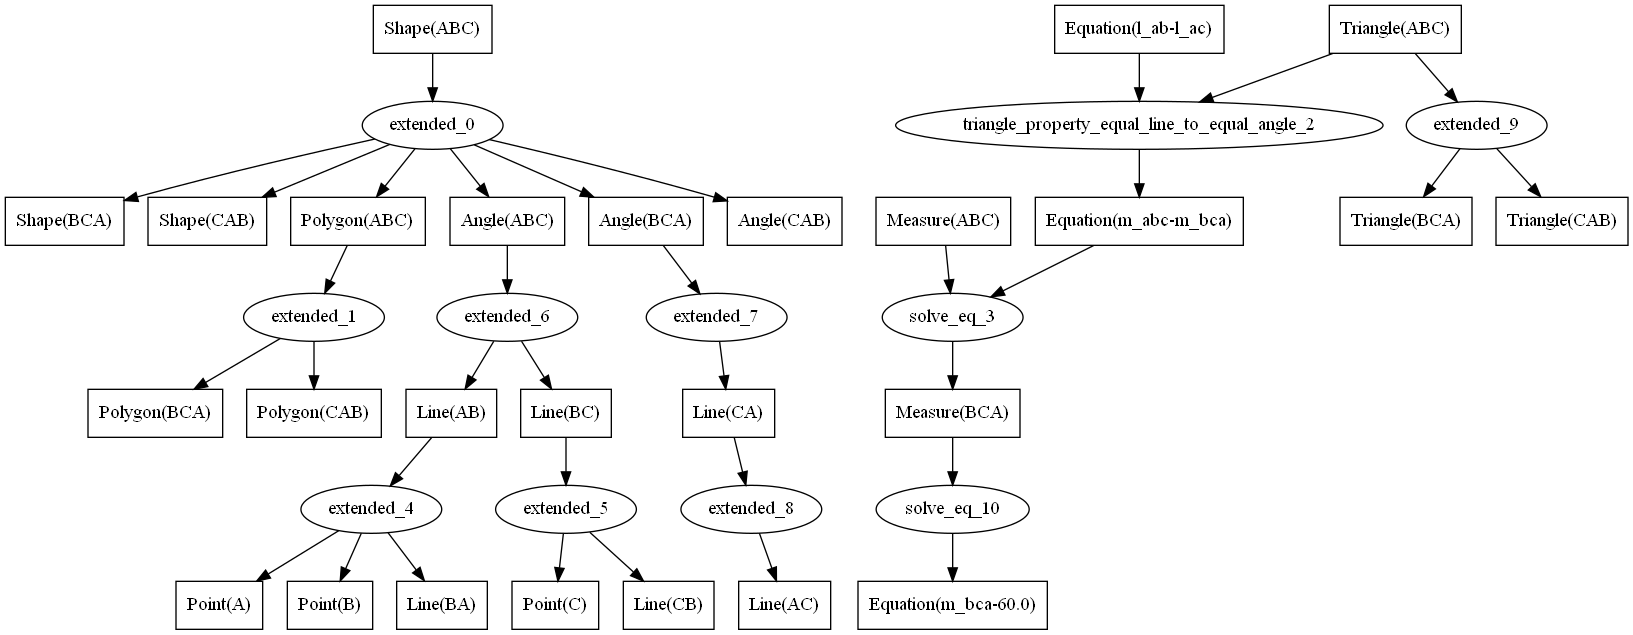 Shape(ABC)
Equation(l_ab-l_ac)
Triangle(ABC)
extended_0
triangle_property_equal_line_to_equal_angle_2
extended_9
Shape(BCA)
Shape(CAB)
Polygon(ABC)
Angle(ABC)
Angle(BCA)
Angle(CAB)
Measure(ABC)
Equation(m_abc-m_bca)
Triangle(BCA)
Triangle(CAB)
extended_1
extended_6
extended_7
solve_eq_3
Polygon(BCA)
Polygon(CAB)
Line(AB)
Line(BC)
Line(CA)
Measure(BCA)
extended_4
extended_5
extended_8
solve_eq_10
Point(A)
Point(B)
Line(BA)
Point(C)
Line(CB)
Line(AC)
Equation(m_bca-60.0)